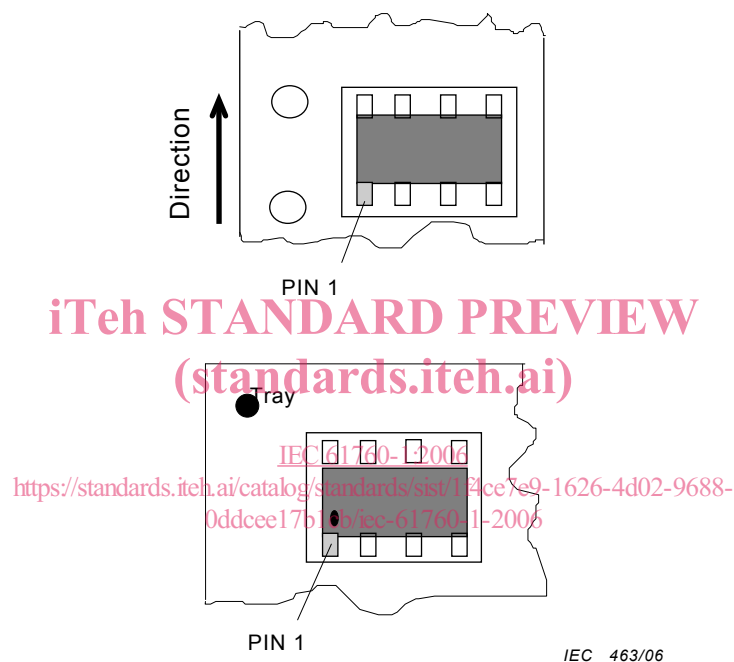 Direction
PIN 1
iTeh STANDARD PREVIEW
(standards.iteh.ai)
Tray
IEC 61760-1:2006
https://standards.iteh.ai/catalog/standards/sist/1f4ce7e9-1626-4d02-9688-
/iec-61760-1-2006
PIN 1
IEC 463/06